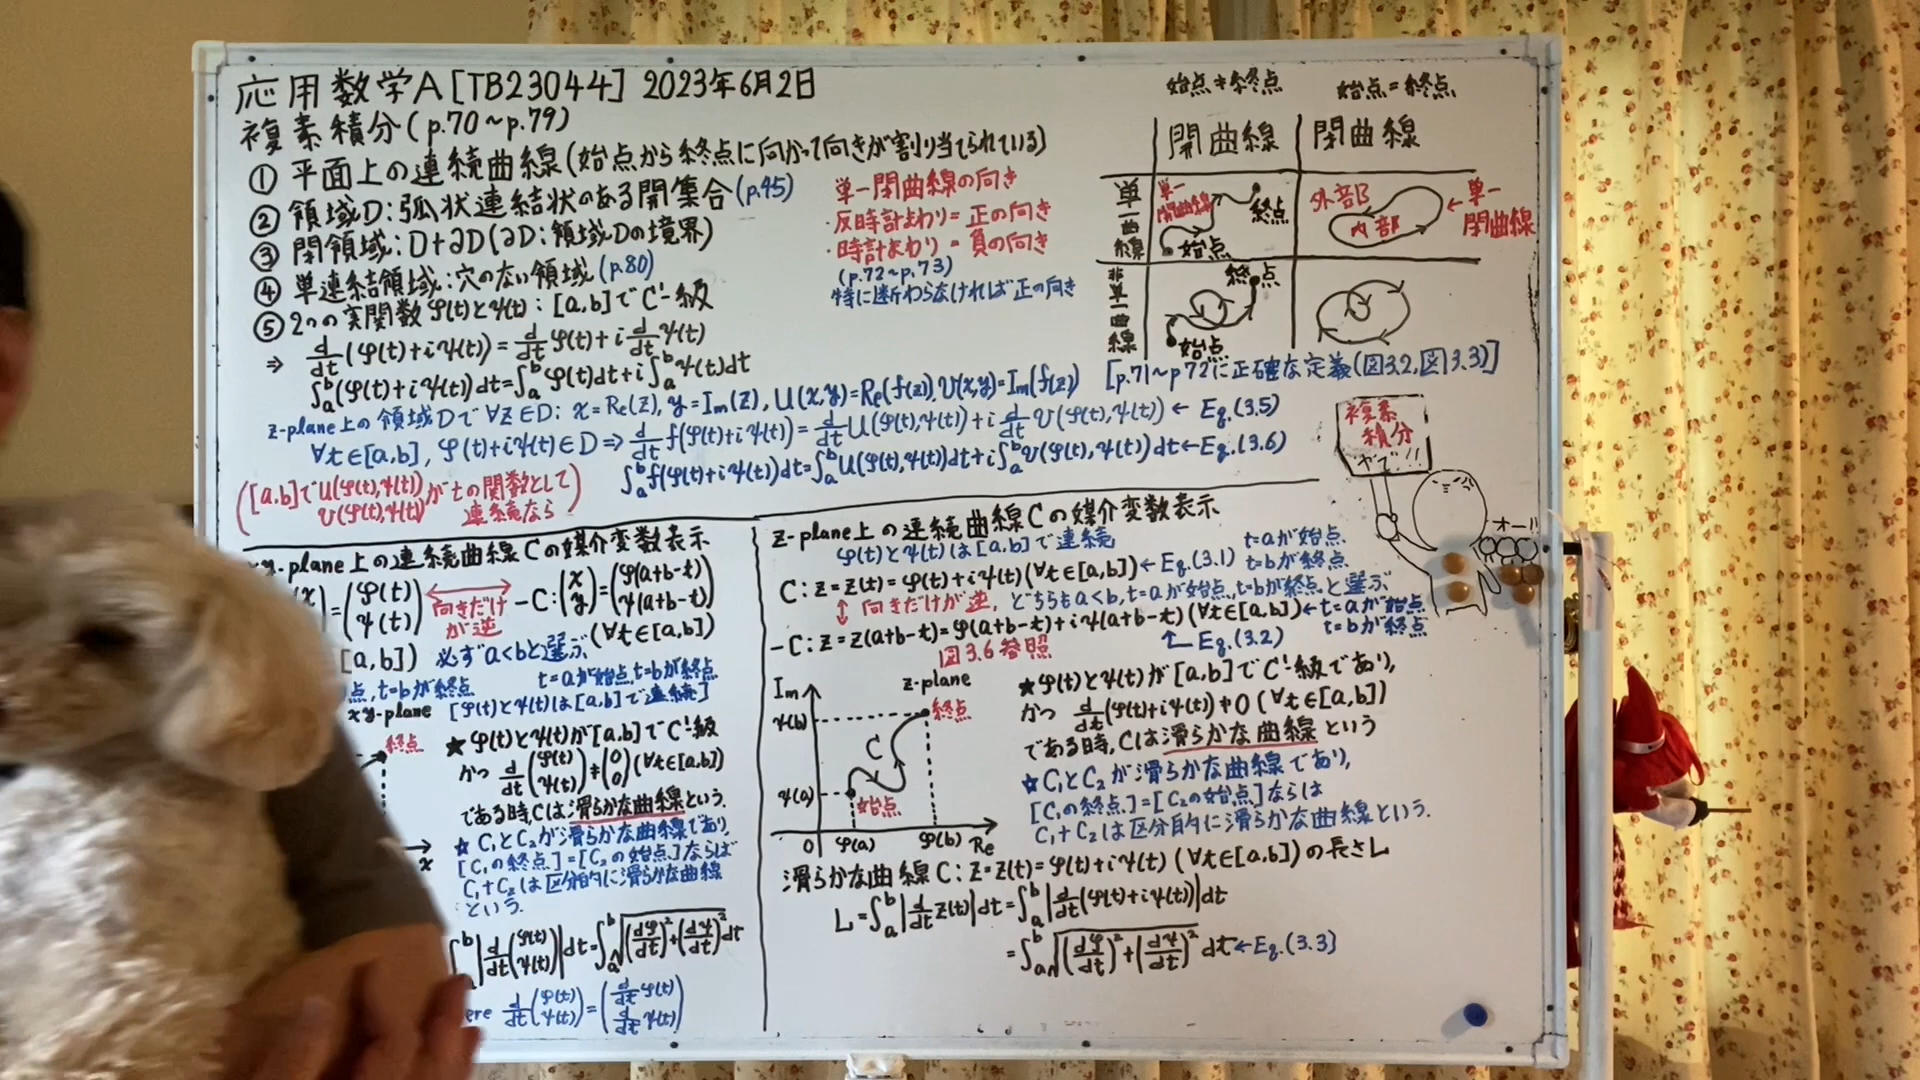 応用数学A[TB23044] 2023年6月2日
複素積分(p.70〜p.79)
① 平面上の連続曲線(始点から終点に向かって向きが割り当てられている)
② 領域D:弧状連結状のある開集合(p.45)
③ 閉領域:D+∂D(∂D:領域Dの境界)
④ 単連結領域:穴のない領域(p.80)
⑤ 2つの実関数φ(t)とψ(t):[a,b]でC¹級
⇒ d/dt(φ(t)+iψ(t))=d/dtφ(t)+id/dtψ(t)
∫ₐᵇ(φ(t)+iψ(t))dt=∫ₐᵇφ(t)dt+i∫ₐᵇψ(t)dt
単一閉曲線の向き
・反時計まわり=正の向き
・時計まわり=負の向き
(p.72〜p.73)
特に断わらなければ正の向き
始点≠終点 始点=終点
開曲線 閉曲線
単一曲線
単一開曲線
終点
始点
外部
内部
←単一閉曲線
非単一曲線
終点
始点
[p.71〜p72に正確な定義(図3.2,図3.3)]
z-plane上の領域Dで∀z∈D: x=Re(z), y=Im(z), U(x,y)=Re(f(z)), V(x,y)=Im(f(z))
∀t∈[a,b], φ(t)+iψ(t)∈D⇒d/dt f(φ(t)+iψ(t))=d/dt U(φ(t),ψ(t))+i d/dt V(φ(t),ψ(t))← Eq.(3.5)
∫ₐᵇf(φ(t)+iψ(t))dt=∫ₐᵇU(φ(t),ψ(t))dt+i∫ₐᵇV(φ(t),ψ(t))dt←Eq.(3.6)
([a,b]でU(φ(t),ψ(t)) V(φ(t),ψ(t))がtの関数として連続なら)
複素
積分
オー!!
-plane上の連続曲線Cの媒介変数表示
=(φ(t) ψ(t)) ⟷ -C:(x y)=(φ(a+b-t) ψ(a+b-t))
向きだけが逆
(∀t∈[a,b])
[a,b]) 必ずa<bと選ぶ
点,t=bが終点
t=aが始点,t=bが終点
xy-plane [φ(t)とψ(t)は[a,b]で連続]
終点
x
★ φ(t)とψ(t)が[a,b]でC¹級
かつ d/dt(φ(t) ψ(t))≠(0 0)(∀t∈[a,b])
である時,Cは滑らかな曲線という.
☆ C₁とC₂が滑らかな曲線であり,
[C₁の終点]=[C₂の始点]ならば
C₁+C₂は区分的に滑らかな曲線
という.
∫ₐᵇ|d/dt(φ(t) ψ(t))|dt=∫ₐᵇ√((dφ/dt)²+(dψ/dt)²)dt
ere d/dt(φ(t) ψ(t))=(d/dtφ(t) d/dtψ(t))
z-plane上の連続曲線Cの媒介変数表示
φ(t)とψ(t)は[a,b]で連続
t=aが始点
t=bが終点
C:z=z(t)=φ(t)+iψ(t)(∀t∈[a,b])←Eq.(3.1)
↕向きだけが逆, どちらもa<b,t=aが始点,t=bが終点と選ぶ
-C:z=z(a+b-t)=φ(a+b-t)+iψ(a+b-t)(∀t∈[a,b])←t=aが始点
t=bが終点
図3.6参照
↑Eq.(3.2)
z-plane
Im
ψ(b)
終点
C
ψ(a)
始点
0 φ(a) φ(b) Re
★φ(t)とψ(t)が[a,b]でC¹級であり,
かつ d/dt(φ(t)+iψ(t))≠0(∀t∈[a,b])
である時,Cは滑らかな曲線という
☆C₁とC₂が滑らかな曲線であり,
[C₁の終点]=[C₂の始点]ならは
C₁+C₂は区分的に滑らかな曲線という.
滑らかな曲線C:z=z(t)=φ(t)+iψ(t)(∀t∈[a,b])の長さL
L=∫ₐᵇ|d/dt z(t)|dt=∫ₐᵇ|d/dt(φ(t)+iψ(t))|dt
=∫ₐᵇ√((dφ/dt)²+(dψ/dt)²)dt←Eq.(3.3)